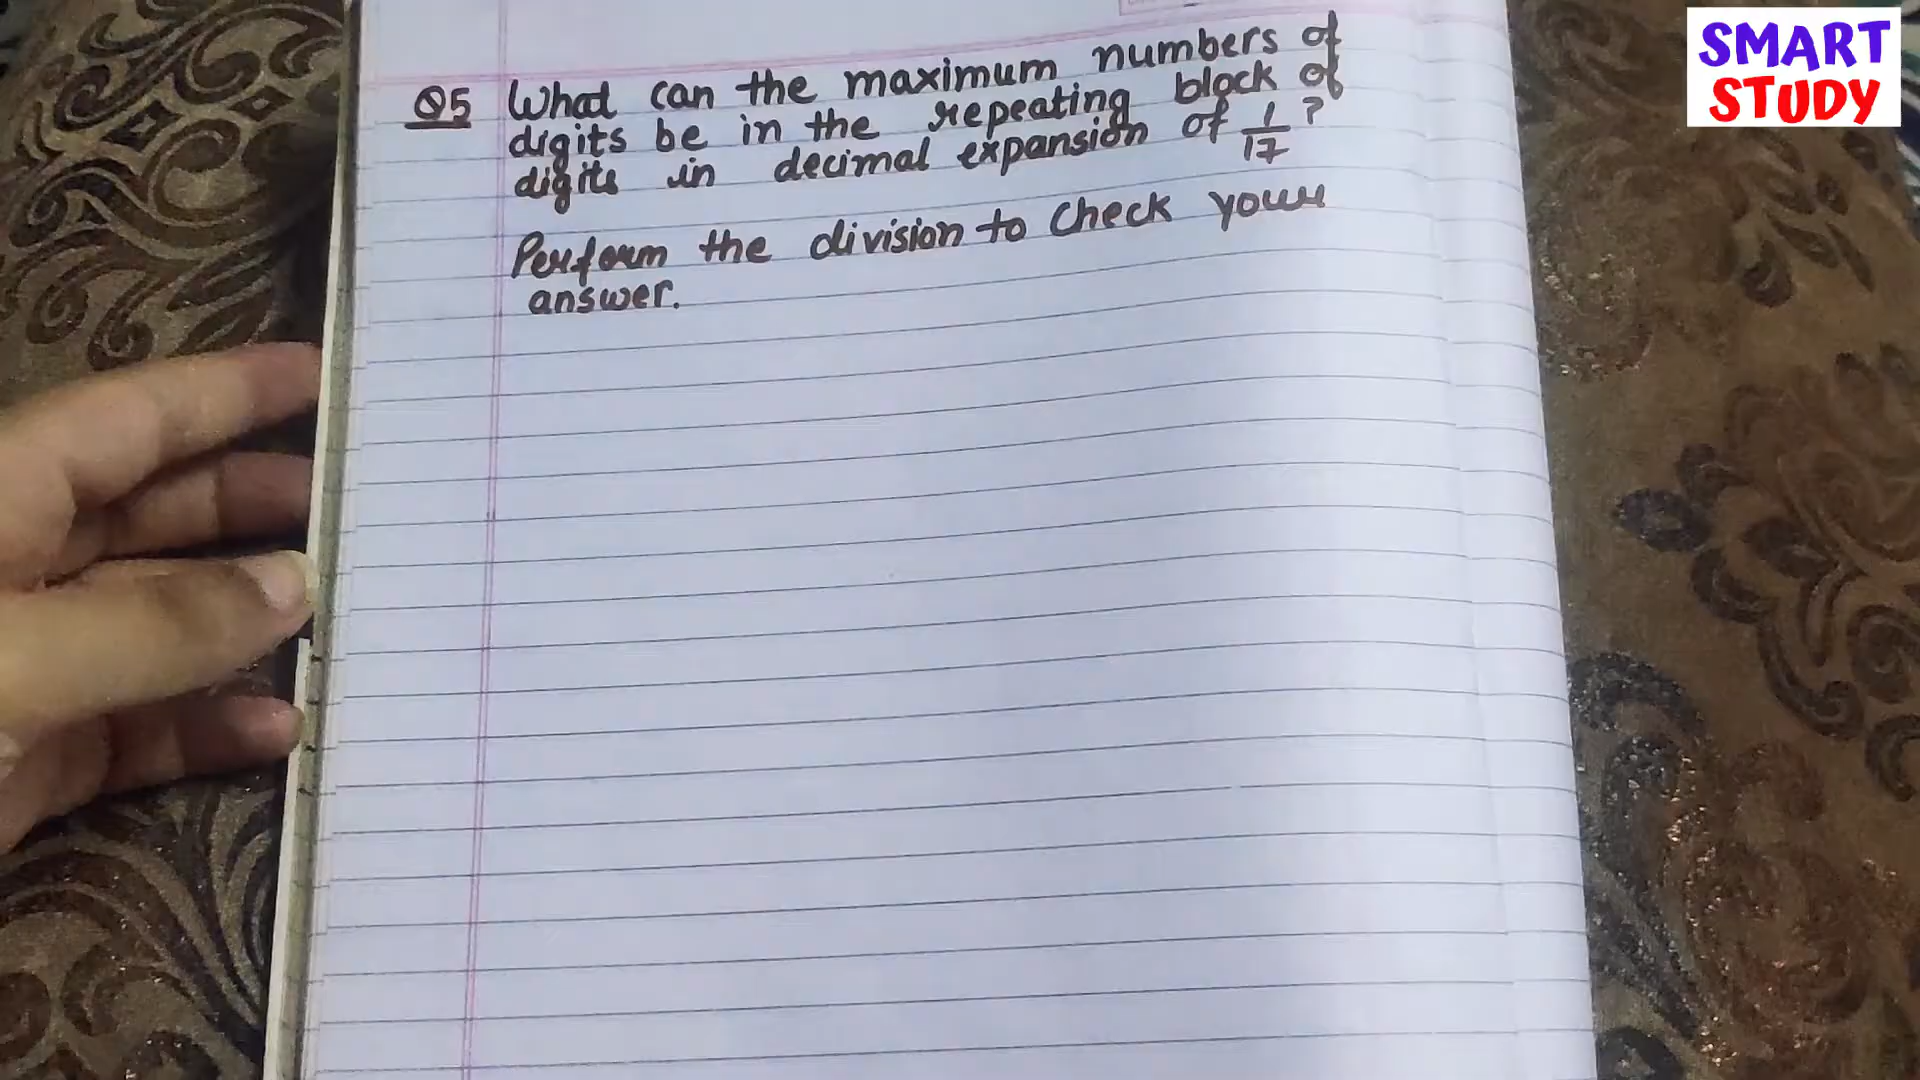 SMART
STUDY
Q5 What can the maximum numbers of
digits be in the repeating block of
digits in decimal expansion of 1/17?
Perform the division to check your
answer.